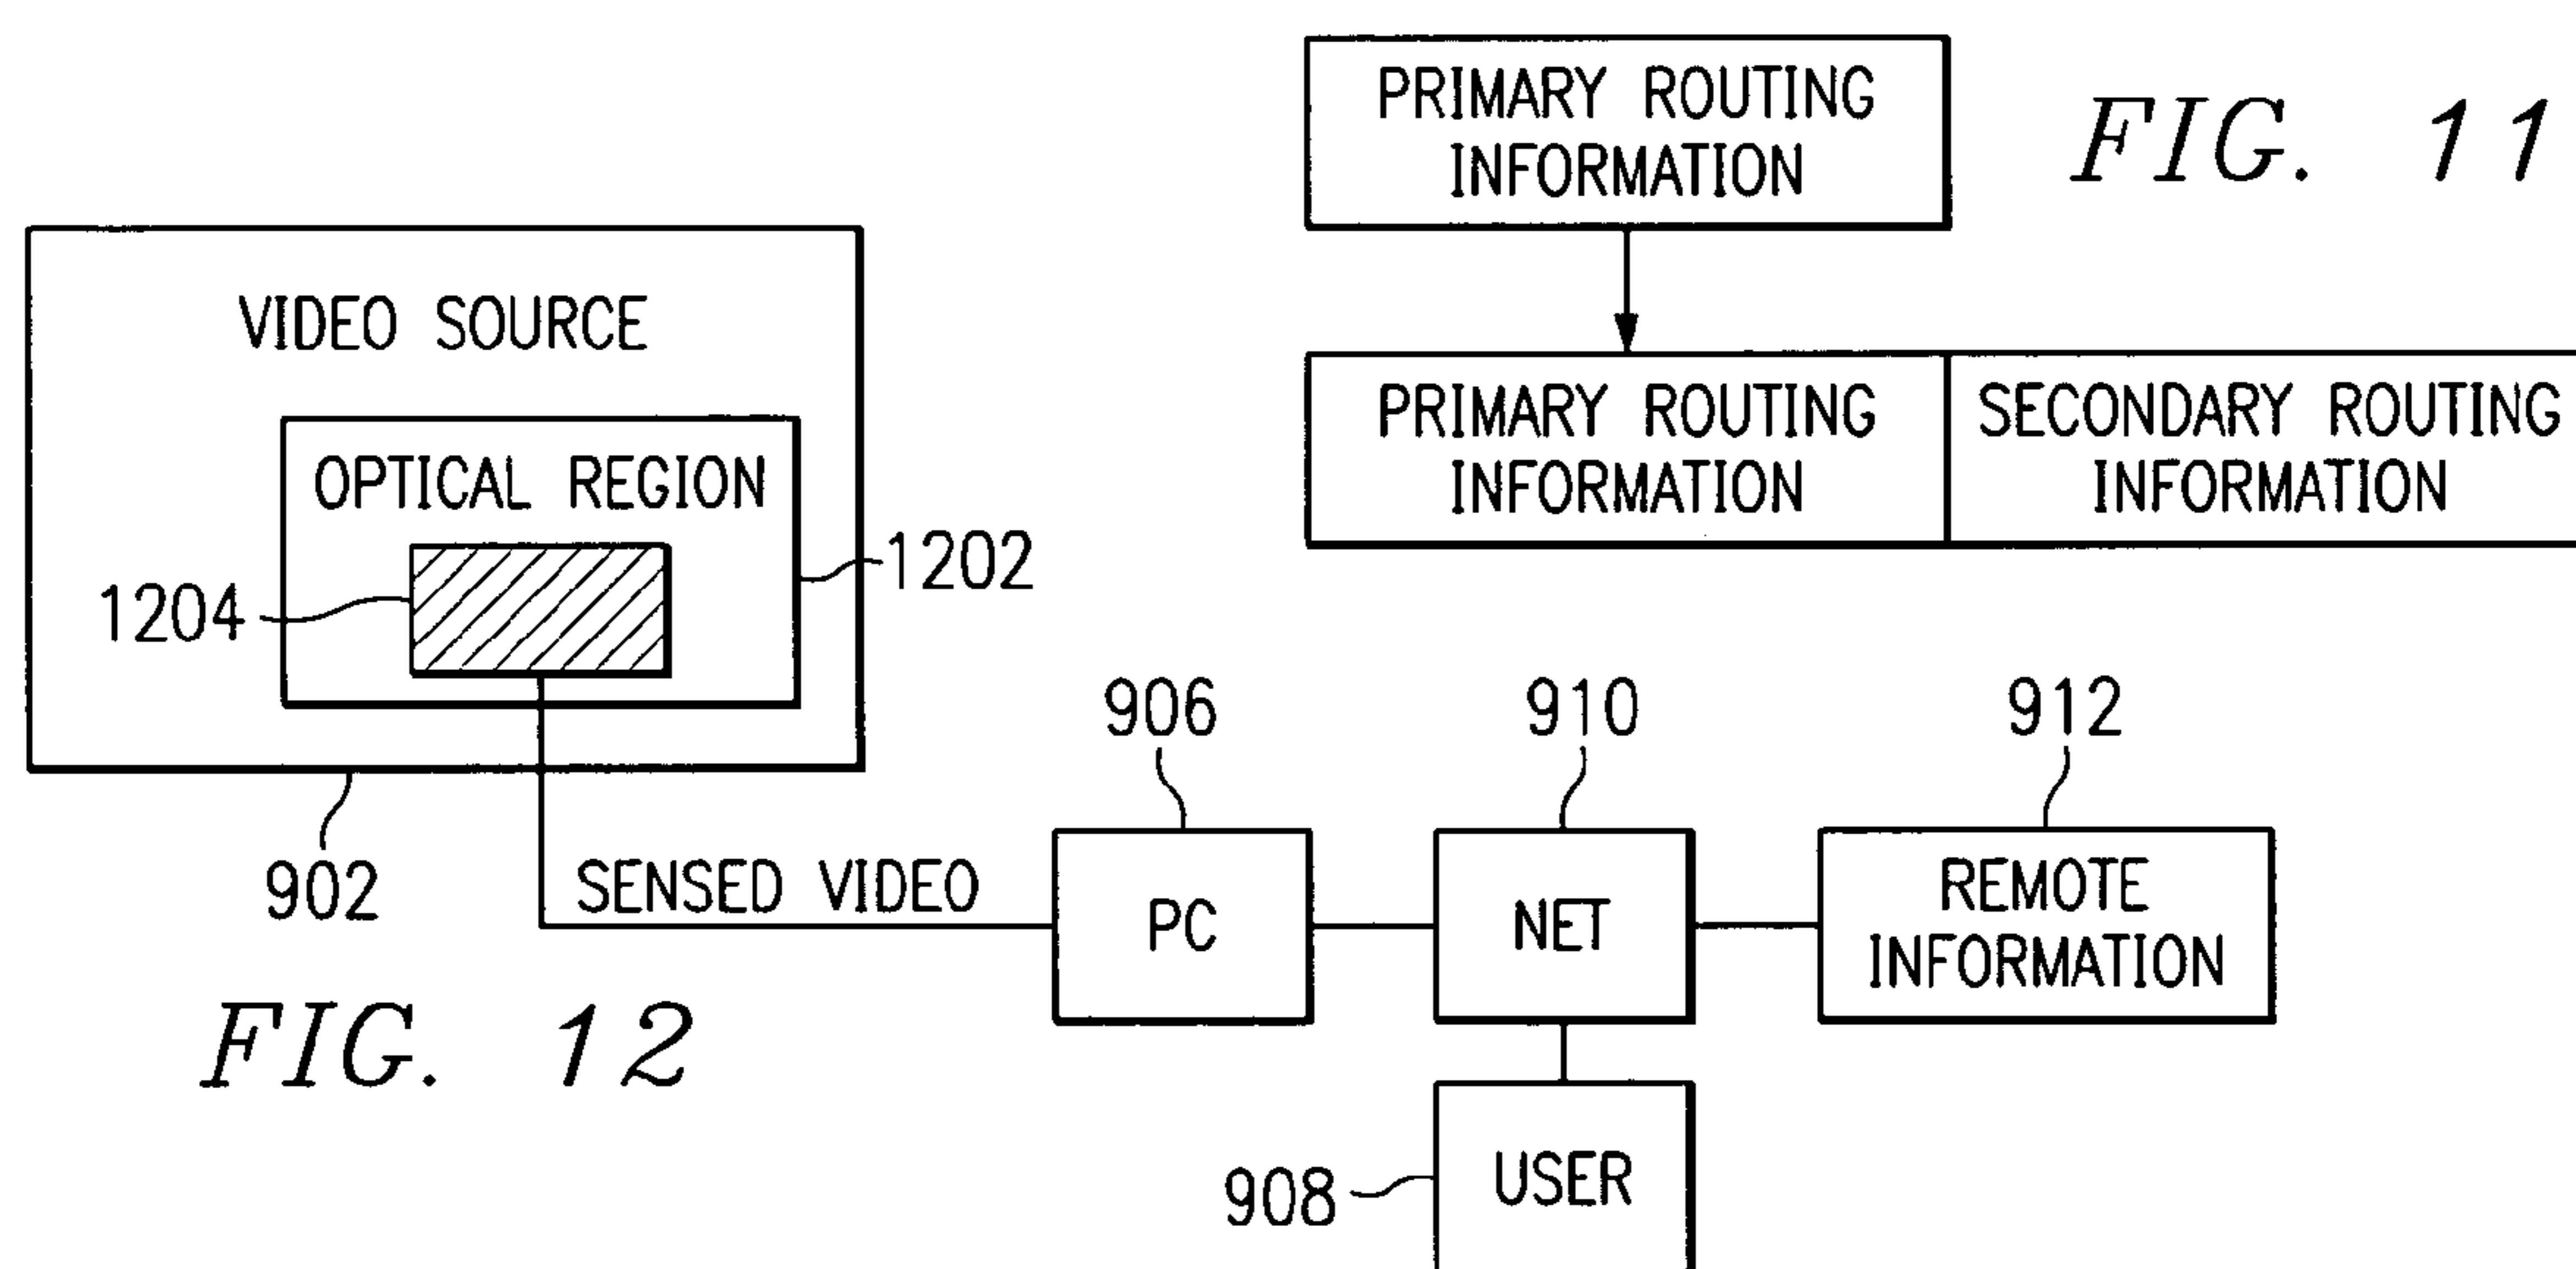 PRIMARY ROUTING
INFORMATION
FIG. 11
PRIMARY ROUTING
INFORMATION
SECONDARY ROUTING
INFORMATION
VIDEO SOURCE
OPTICAL REGION
1202
1204
902
SENSED VIDEO
906
PC
910
NET
912
REMOTE
INFORMATION
908
USER
FIG. 12